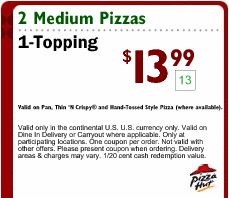 2 Medium Pizzas
1-Topping
$13 99
13
Valid on Pan, Thin 'N Crispy® and Hand-Tossed Style Pizza (where available).
Valid only in the continental U.S. U.S. currency only. Valid on
Dine In Delivery or Carryout where applicable. Only at
participating locations. One coupon per order. Not valid with
other offers. Please present coupon when ordering. Delivery
areas & charges may vary. 1/20 cent cash redemption value.
Pizza
Hut